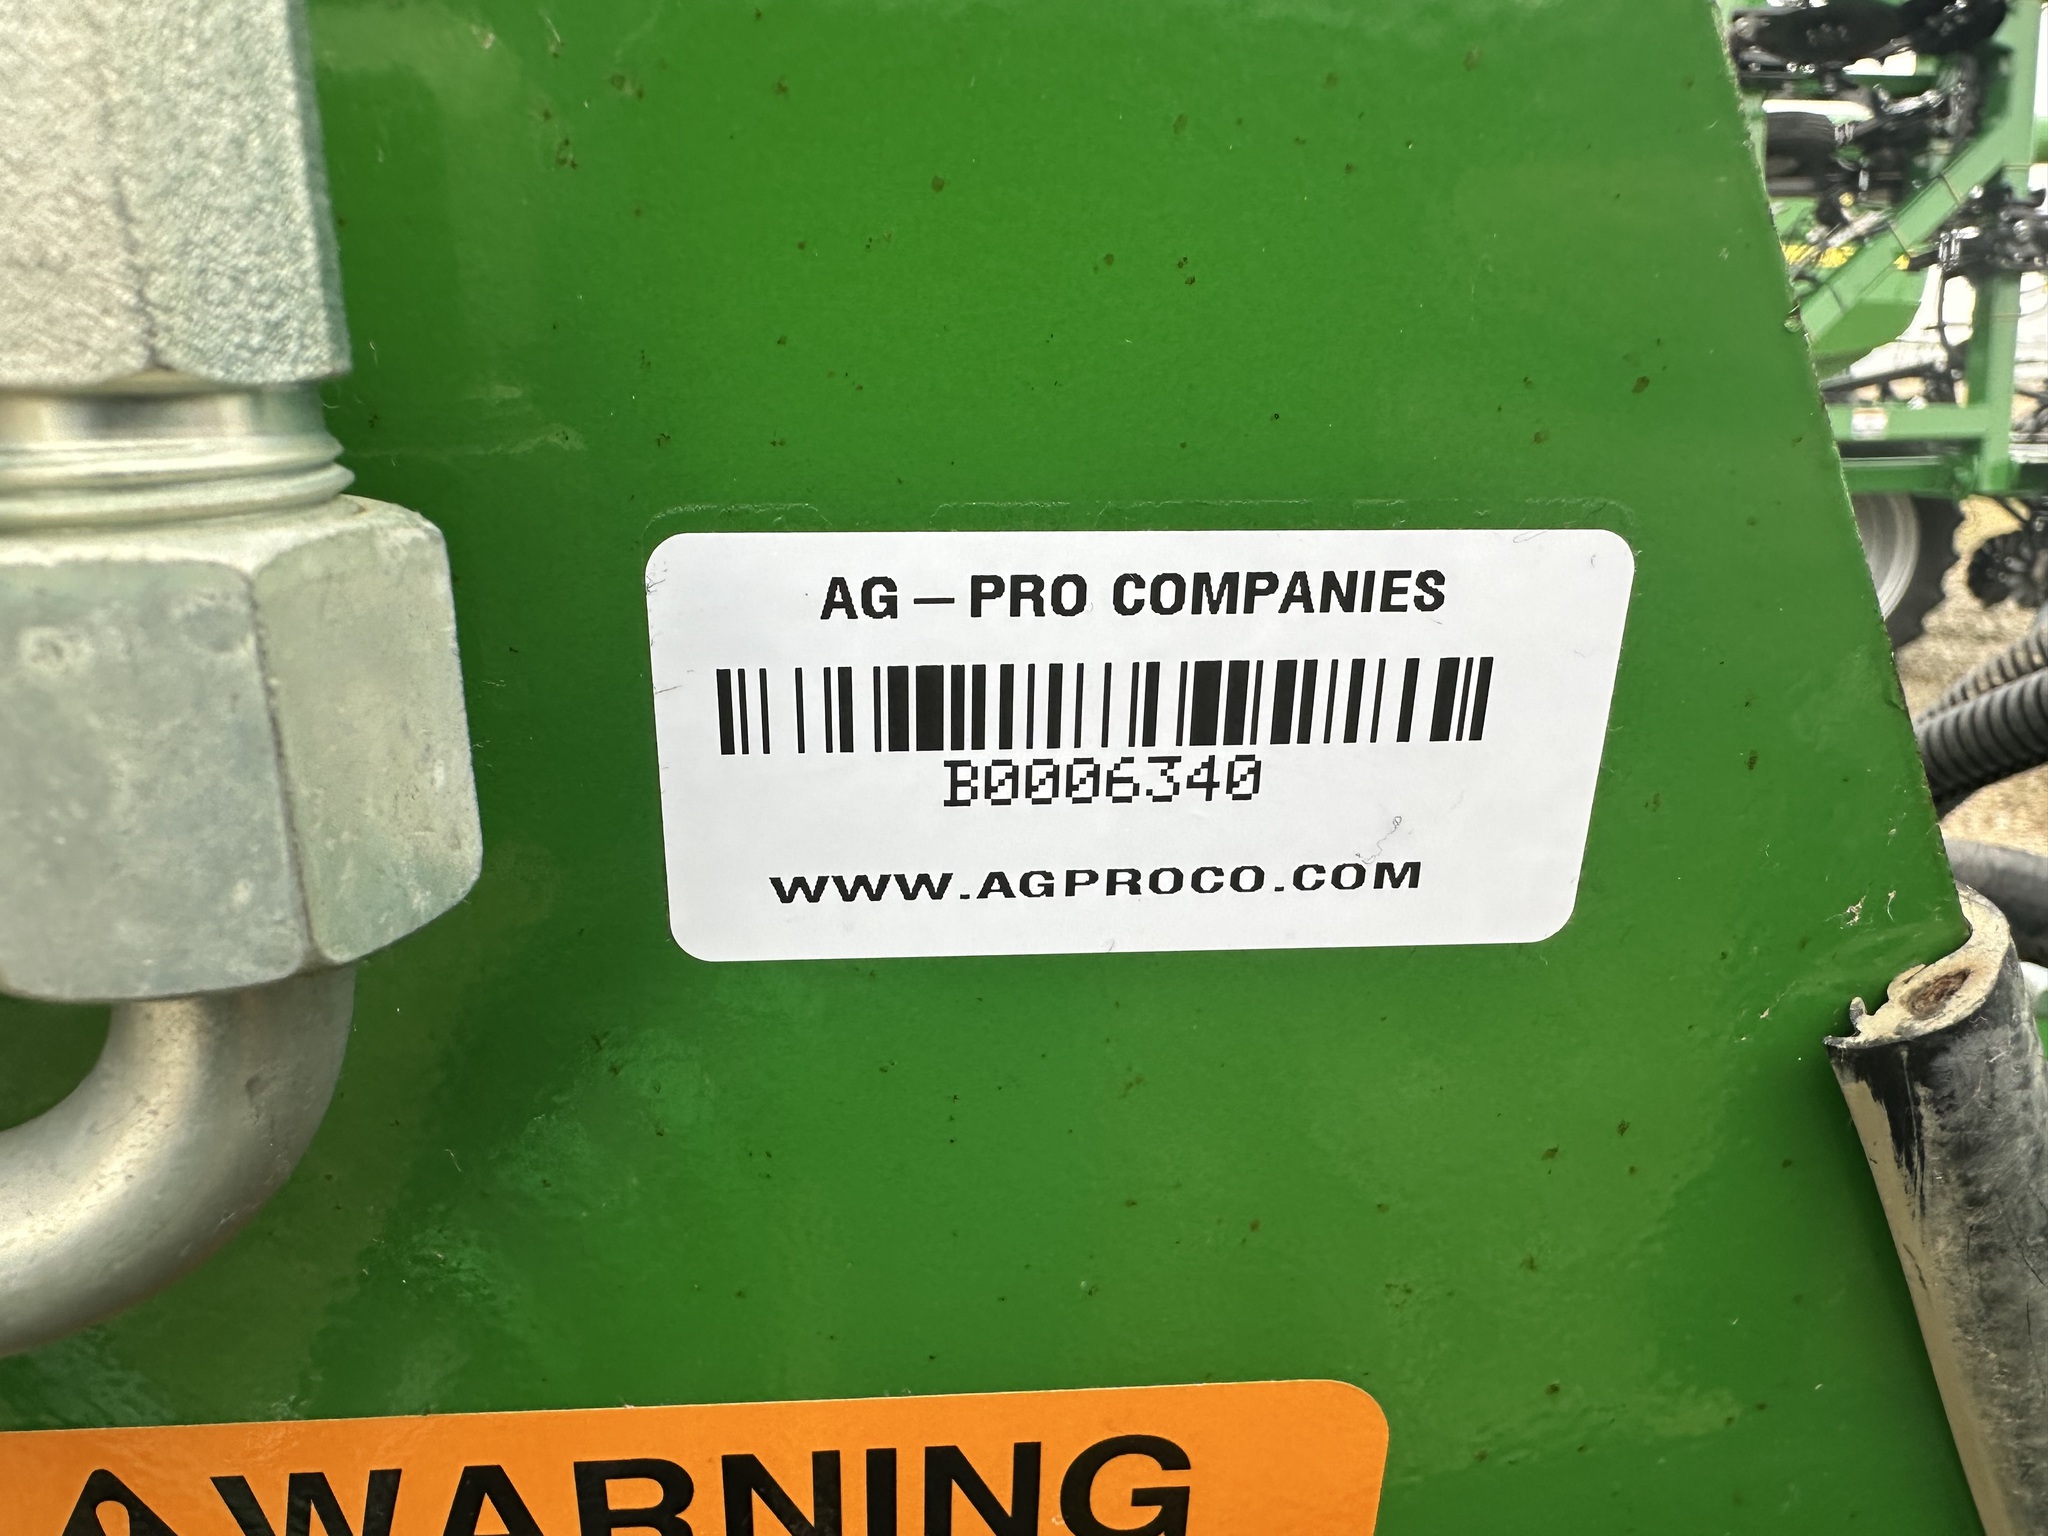 AG-PRO COMPANIES
B0006340
WWW.AGPROCO.COM
WARNING